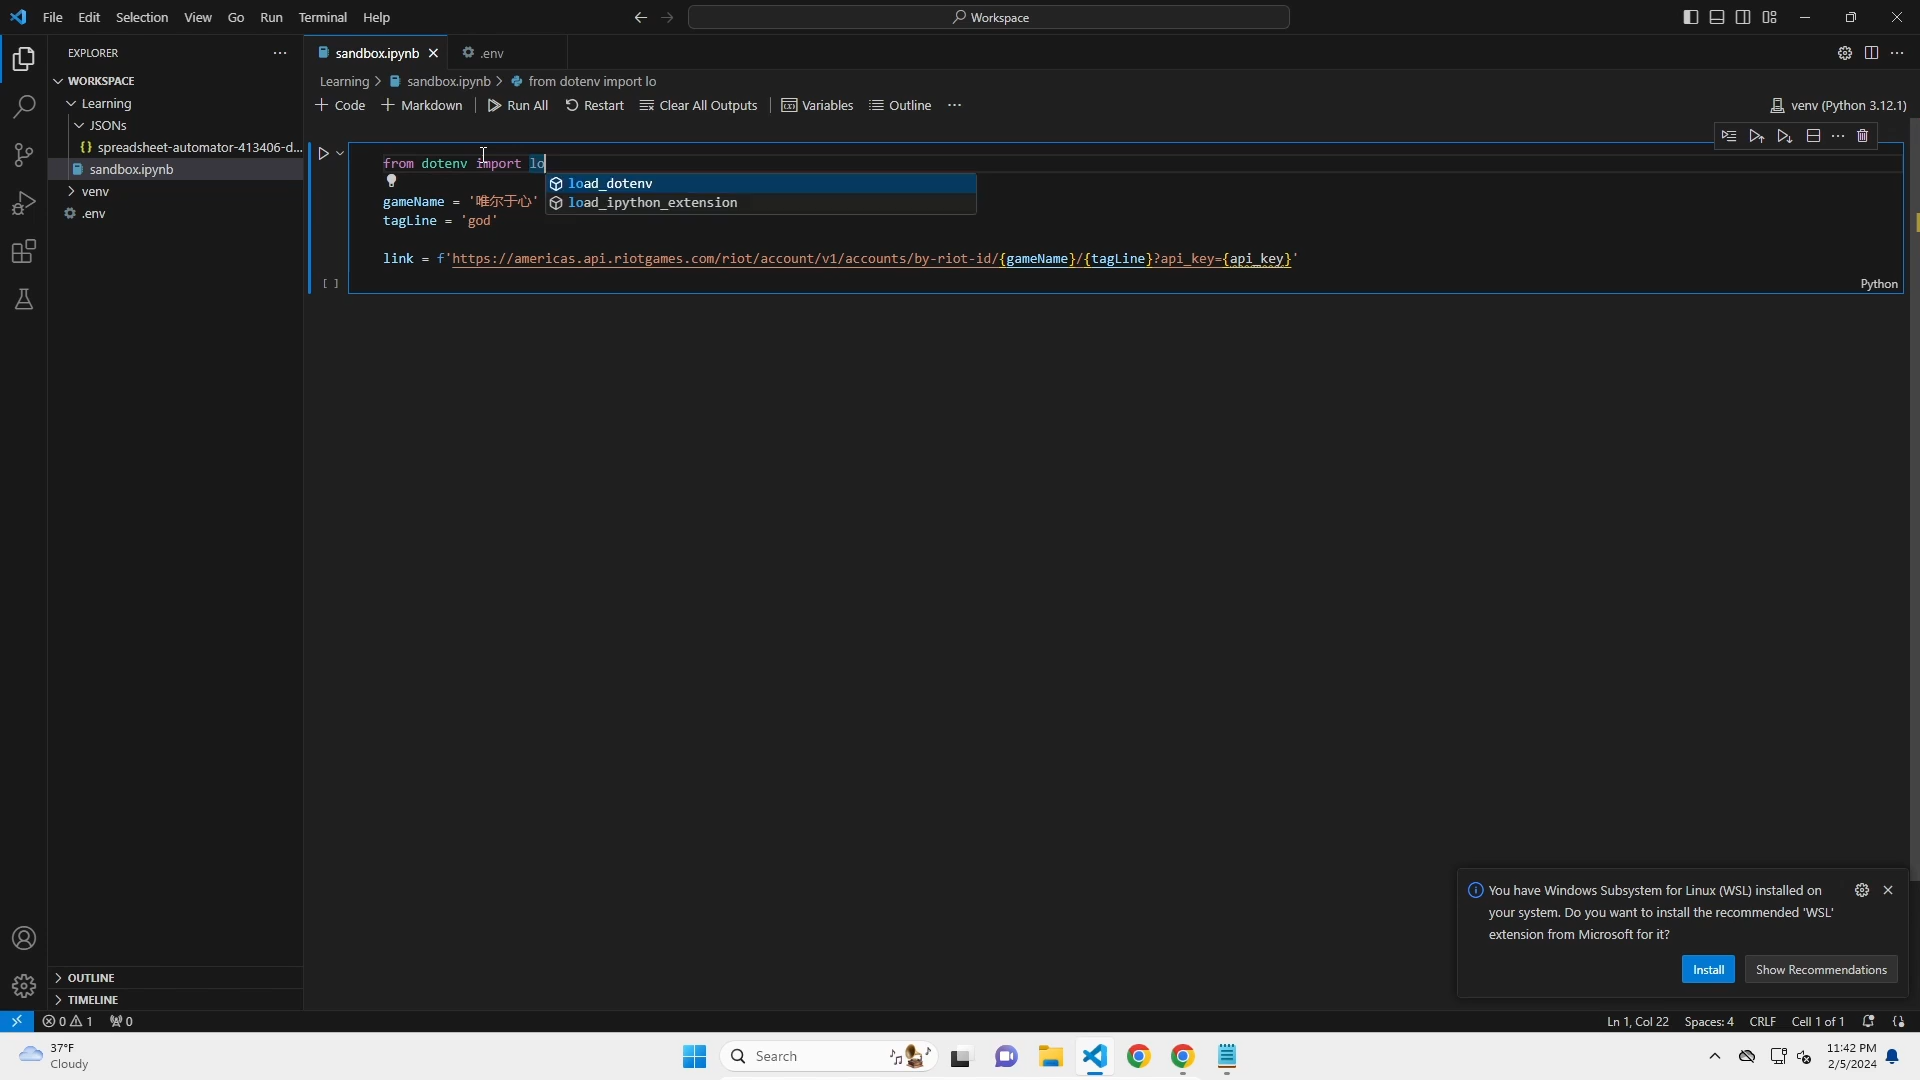 File Edit Selection View Go Run Terminal Help
Workspace
EXPLORER
sandbox.ipynb
.env
WORKSPACE
Learning
JSONs
spreadsheet-automator-413406-d...
sandbox.ipynb
venv
.env
Learning > sandbox.ipynb > from dotenv import lo
Code Markdown Run All Restart Clear All Outputs Variables Outline ...
venv (Python 3.12.1)
from dotenv import lo
load_dotenv
load_ipython_extension
gameName = '唯尔于心'
tagLine = 'god'
link = f'https://americas.api.riotgames.com/riot/account/v1/accounts/by-riot-id/{gameName}/{tagLine}?api_key={api_key}'
[ ]
Python
You have Windows Subsystem for Linux (WSL) installed on
your system. Do you want to install the recommended 'WSL'
extension from Microsoft for it?
Install
Show Recommendations
OUTLINE
TIMELINE
0 1 0
Ln 1, Col 22 Spaces: 4 CRLF Cell 1 of 1
37°F
Cloudy
Search
11:42 PM
2/5/2024